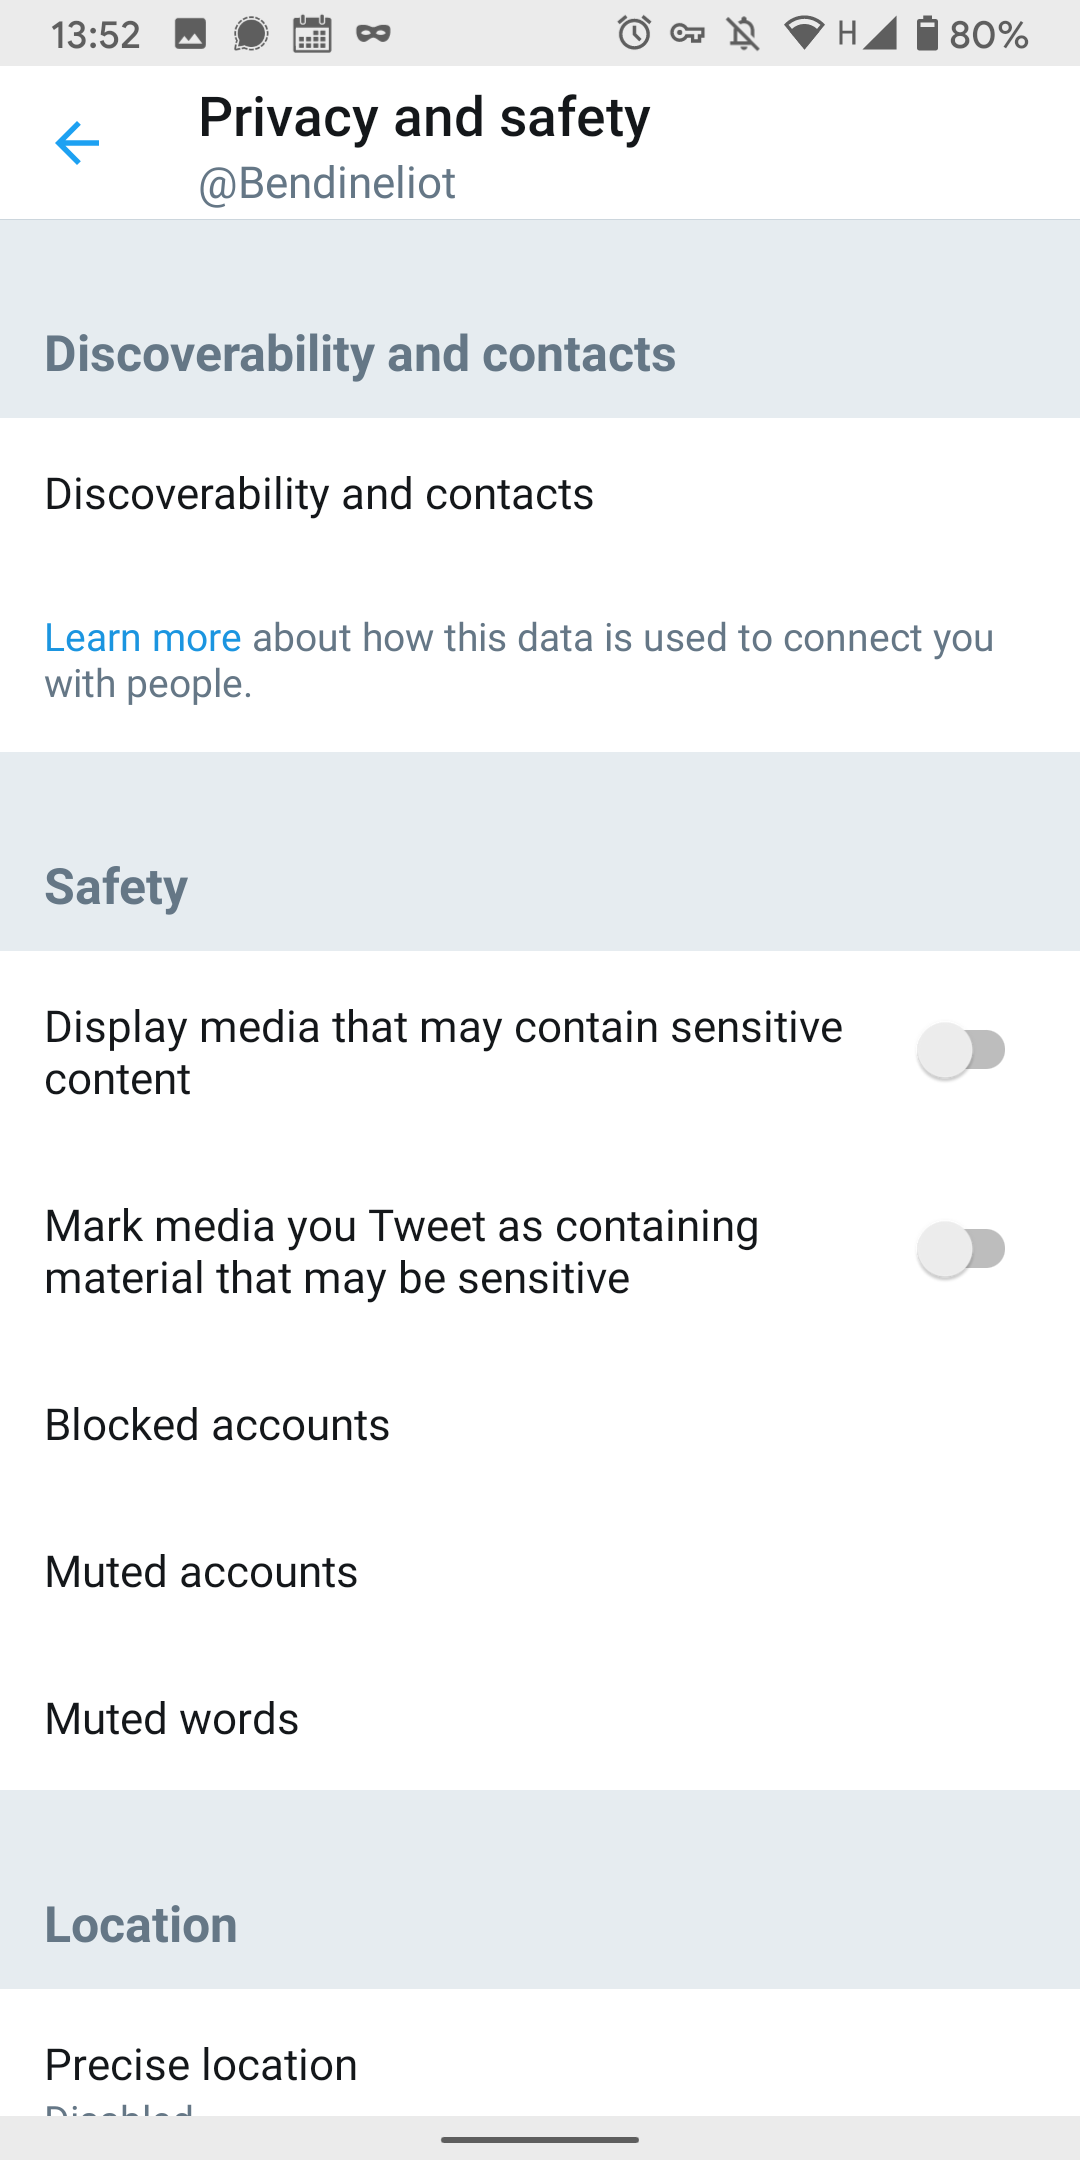 13:52
H
80%
Privacy and safety
@Bendineliot
Discoverability and contacts
Discoverability and contacts
Learn more about how this data is used to connect you
with people.
Safety
Display media that may contain sensitive
content
Mark media you Tweet as containing
material that may be sensitive
Blocked accounts
Muted accounts
Muted words
Location
Precise location
Disabled